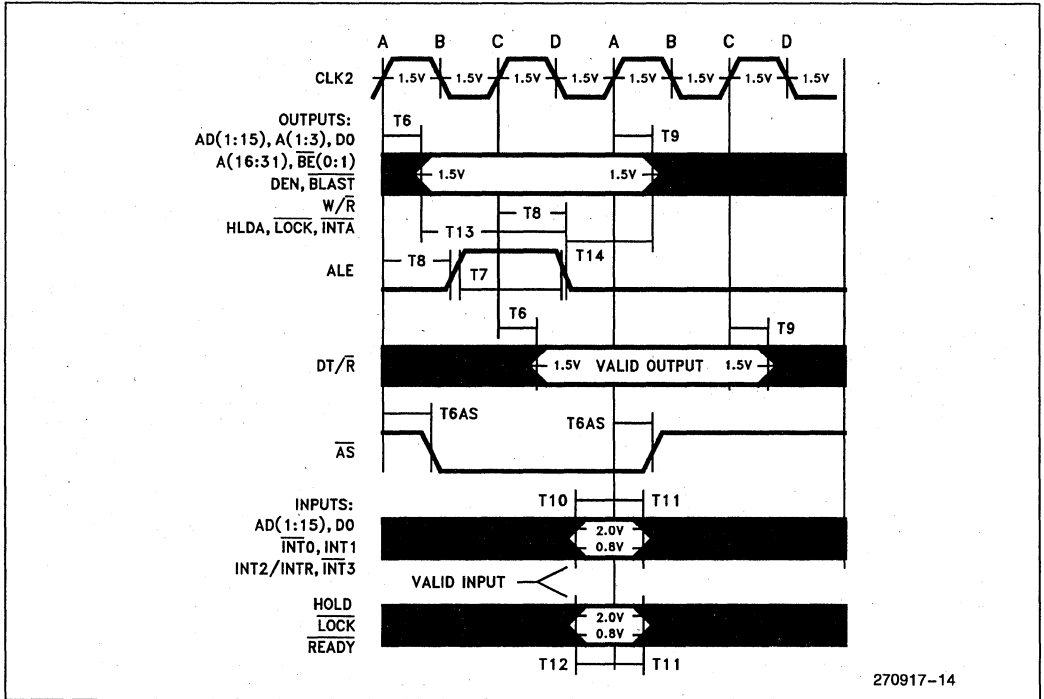 A B C D A B C D
CLK2 1.5V 1.5V 1.5V 1.5V 1.5V 1.5V 1.5V 1.5V
OUTPUTS: T6 T9
AD(1:15), A(1:3), D0
A(16:31), BE(0:1) 1.5V 1.5V
DEN, BLAST
W/R T8
HLDA, LOCK, INTA T13
T14
ALE T8 T7
T6 T9
DT/R 1.5V VALID OUTPUT 1.5V
T6AS T6AS
AS
INPUTS: T10 T11
AD(1:15), D0 2.0V
INT0, INT1 0.8V
INT2/INTR, INT3
VALID INPUT
HOLD
LOCK 2.0V
READY 0.8V
T12 T11
270917-14